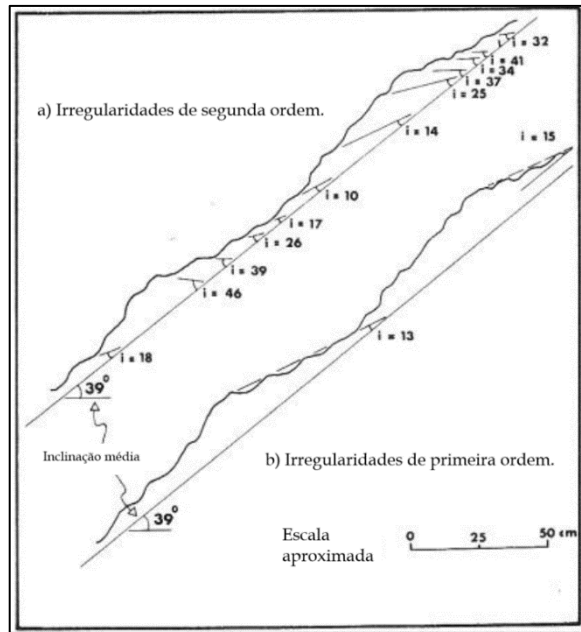 i = 32
i = 41
i = 34
i = 37
i = 25
a) Irregularidades de segunda ordem.
i = 14
i = 15
i = 10
i = 17
i = 26
i = 39
i = 46
i = 13
i = 18
39°
Inclinação média
b) Irregularidades de primeira ordem.
39°
Escala
aproximada
0 25 50 cm